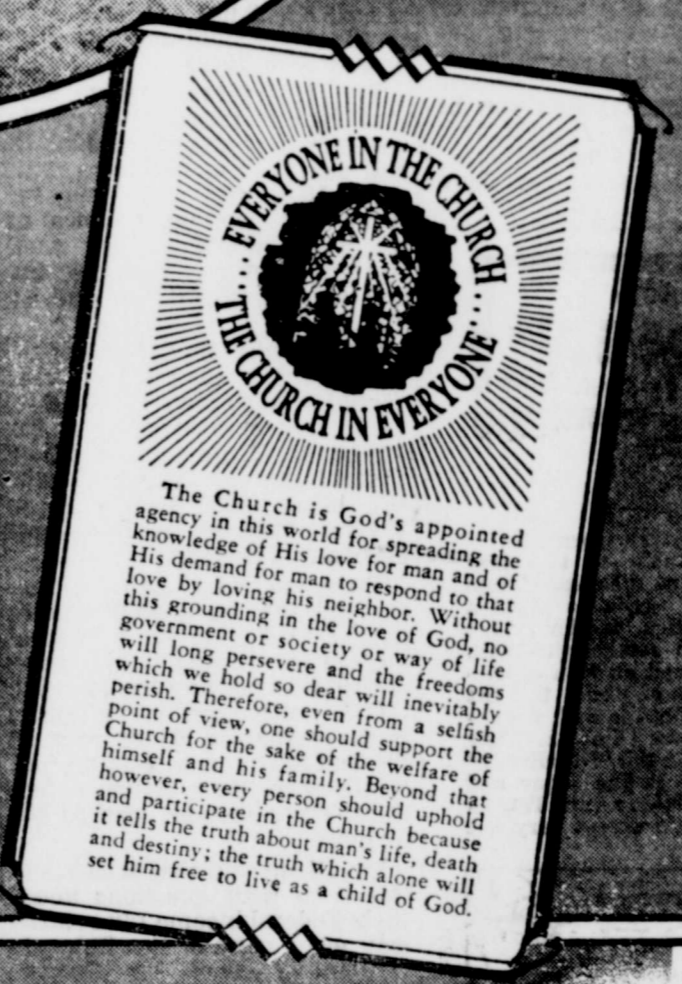 EVERYONE IN THE CHURCH...
THE CHURCH IN EVERYONE...
The Church is God's appointed
agency in this world for spreading the
knowledge of His love for man and of
His demand for man to respond to that
love by loving his neighbor. Without
this grounding in the love of God, no
government or society or way of life
will long persevere and the freedoms
which we hold so dear will inevitably
perish. Therefore, even from a selfish
point of view, one should support the
Church for the sake of the welfare of
himself and his family. Beyond that
however, every person should uphold
and participate in the Church because
it tells the truth about man's life, death
and destiny; the truth which alone will
set him free to live as a child of God.